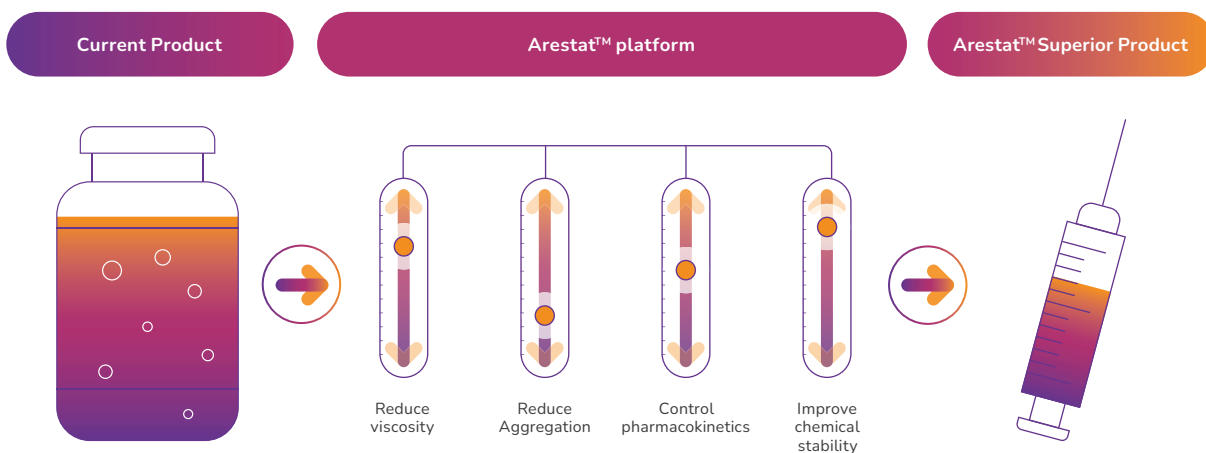 Current Product
Arestat™ platform
Arestat™ Superior Product
Reduce
viscosity
Reduce
Aggregation
Control
pharmacokinetics
Improve
chemical
stability